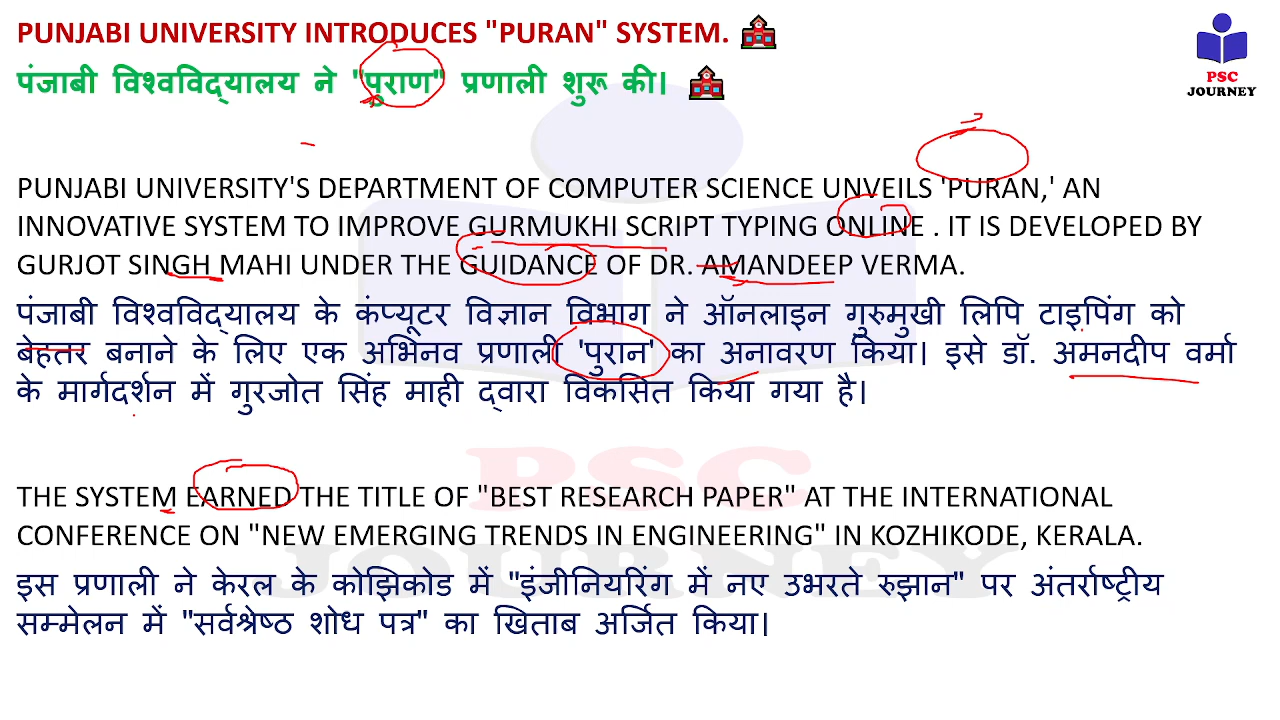 PUNJABI UNIVERSITY INTRODUCES "PURAN" SYSTEM.
पंजाबी विश्वविद्यालय ने "पुराण" प्रणाली शुरू की।
PSC
JOURNEY
PUNJABI UNIVERSITY'S DEPARTMENT OF COMPUTER SCIENCE UNVEILS 'PURAN,' AN
INNOVATIVE SYSTEM TO IMPROVE GURMUKHI SCRIPT TYPING ONLINE . IT IS DEVELOPED BY
GURJOT SINGH MAHI UNDER THE GUIDANCE OF DR. AMANDEEP VERMA.
पंजाबी विश्वविद्यालय के कंप्यूटर विज्ञान विभाग ने ऑनलाइन गुरुमुखी लिपि टाइपिंग को
बेहतर बनाने के लिए एक अभिनव प्रणाली 'पुरान' का अनावरण किया। इसे डॉ. अमनदीप वर्मा
के मार्गदर्शन में गुरजोत सिंह माही द्वारा विकसित किया गया है।
PSC
JOURNEY
THE SYSTEM EARNED THE TITLE OF "BEST RESEARCH PAPER" AT THE INTERNATIONAL
CONFERENCE ON "NEW EMERGING TRENDS IN ENGINEERING" IN KOZHIKODE, KERALA.
इस प्रणाली ने केरल के कोझिकोड में "इंजीनियरिंग में नए उभरते रुझान" पर अंतर्राष्ट्रीय
सम्मेलन में "सर्वश्रेष्ठ शोध पत्र" का खिताब अर्जित किया।